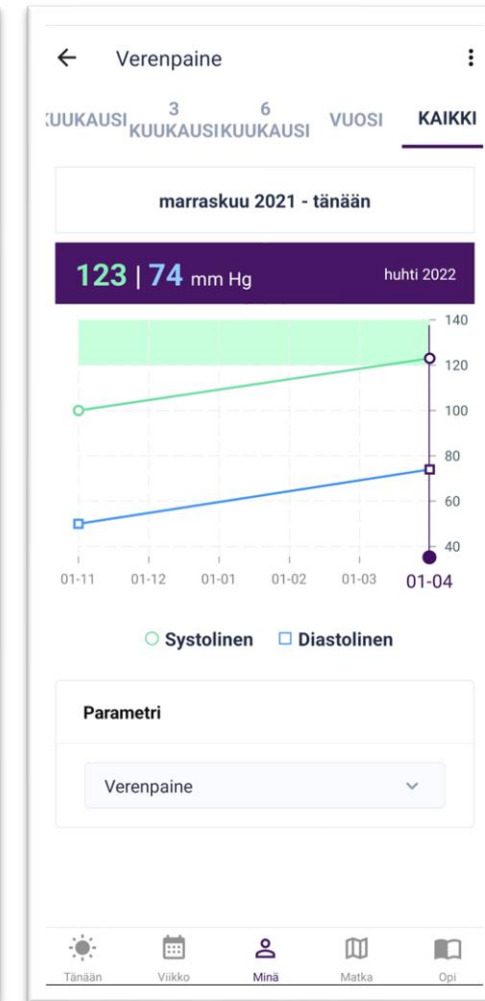 Verenpaine
KUUKAUSI
3 KUUKAUSI
6 KUUKAUSI
VUOSI
KAIKKI
marraskuu 2021 - tänään
123 | 74 mm Hg
huhti 2022
140
120
100
80
60
40
01-11 01-12 01-01 01-02 01-03 01-04
Systolinen Diastolinen
Parametri
Verenpaine
Tänään Viikko Minä Matka Opi